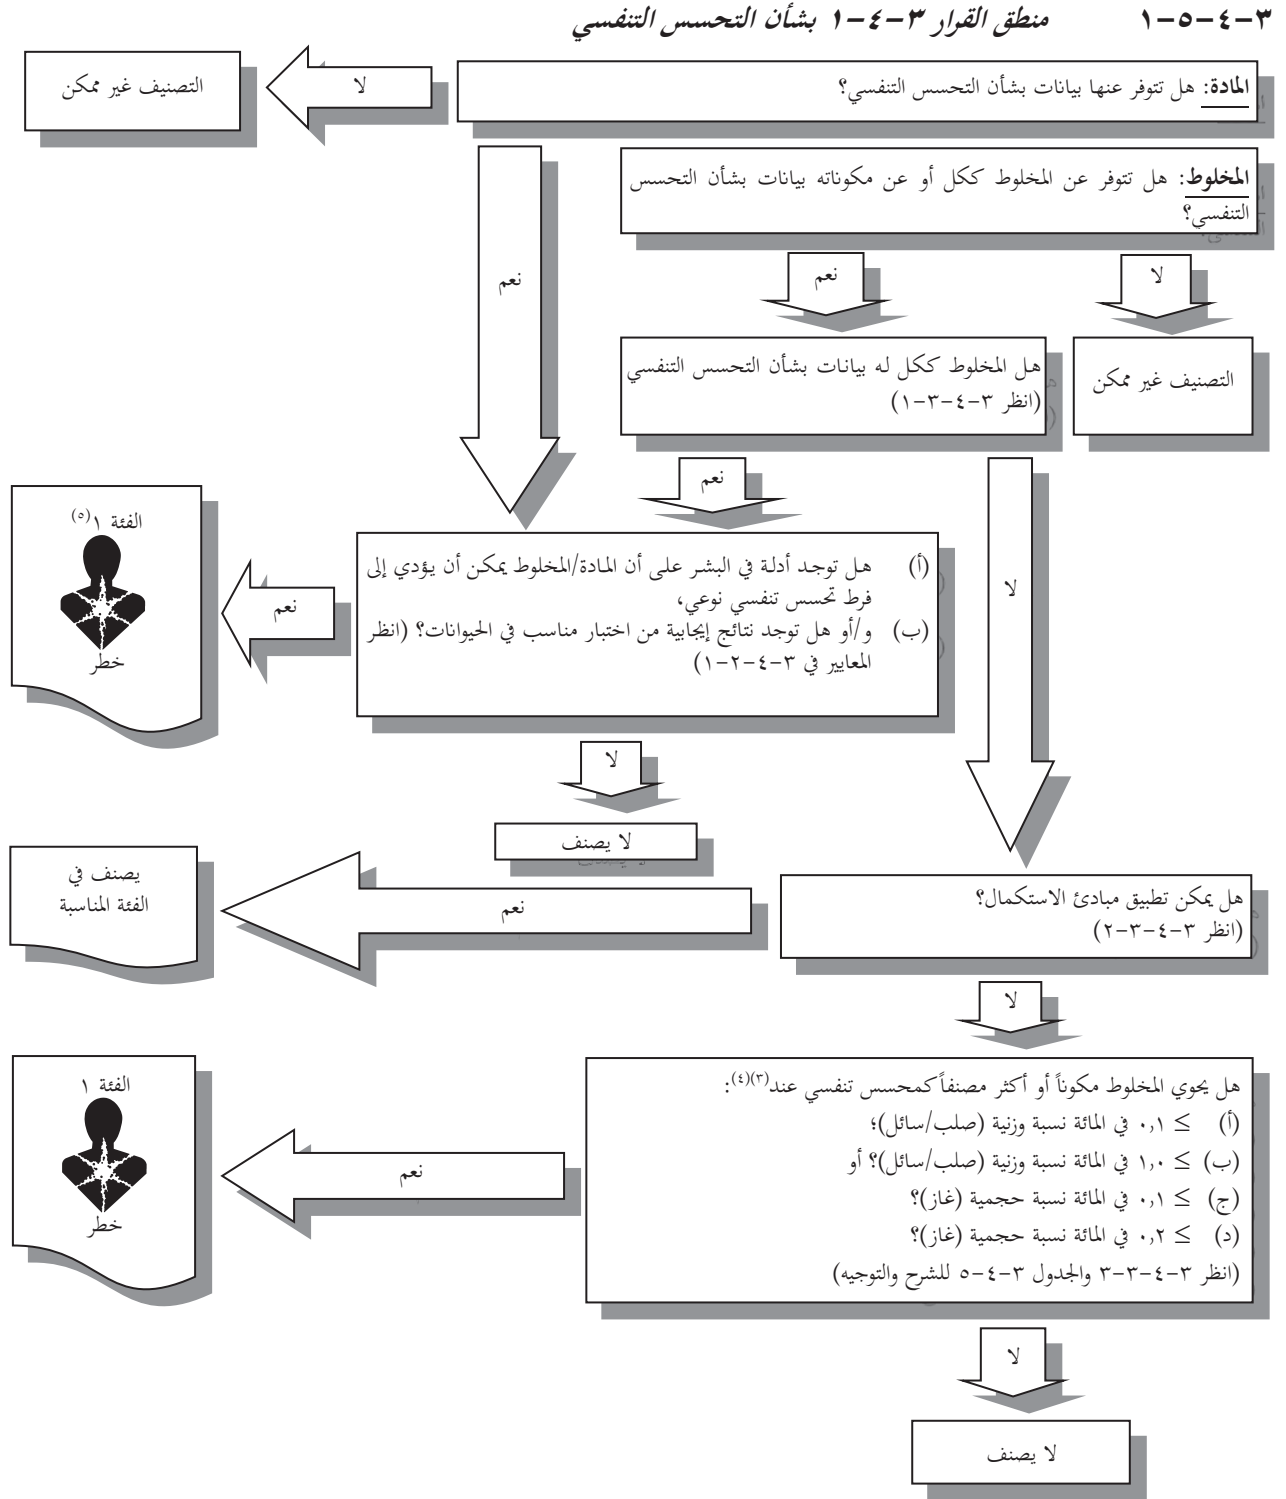 ٣-٤-٥-١ منطق القرار ٣-٤-١ بشأن التحسس التنفسي
المادة: هل تتوفر عنها بيانات بشأن التحسس التنفسي؟
لا
التصنيف غير ممكن
المخلوط: هل تتوفر عن المخلوط ككل أو عن مكوناته بيانات بشأن التحسس
التنفسي؟
نعم
لا
نعم
التصنيف غير ممكن
هل المخلوط ككل له بيانات بشأن التحسس التنفسي
(انظر ٣-٤-٣-١)
نعم
لا
(أ) هل توجد أدلة في البشر على أن المادة/المخلوط يمكن أن يؤدي إلى
فرط تحسس تنفسي نوعي،
(ب) و/أو هل توجد نتائج إيجابية من اختبار مناسب في الحيوانات؟ (انظر
المعايير في ٣-٤-٢-١)
نعم
الفئة ١(٥)
خطر
لا
لا يصنف
هل يمكن تطبيق مبادئ الاستكمال؟
(انظر ٣-٤-٣-٢)
نعم
يصنف في
الفئة المناسبة
لا
هل يحوي المخلوط مكوناً أو أكثر مصنفاً كمحسس تنفسي عند(٣)(٤):
(أ) ≥ ٠,١ في المائة نسبة وزنية (صلب/سائل)؛
(ب) ≥ ١,٠ في المائة نسبة وزنية (صلب/سائل)؟ أو
(ج) ≥ ٠,١ في المائة نسبة حجمية (غاز)؟
(د) ≥ ٠,٢ في المائة نسبة حجمية (غاز)؟
(انظر ٣-٤-٣-٣ والجدول ٣-٤-٥ للشرح والتوجيه)
نعم
الفئة ١
خطر
لا
لا يصنف